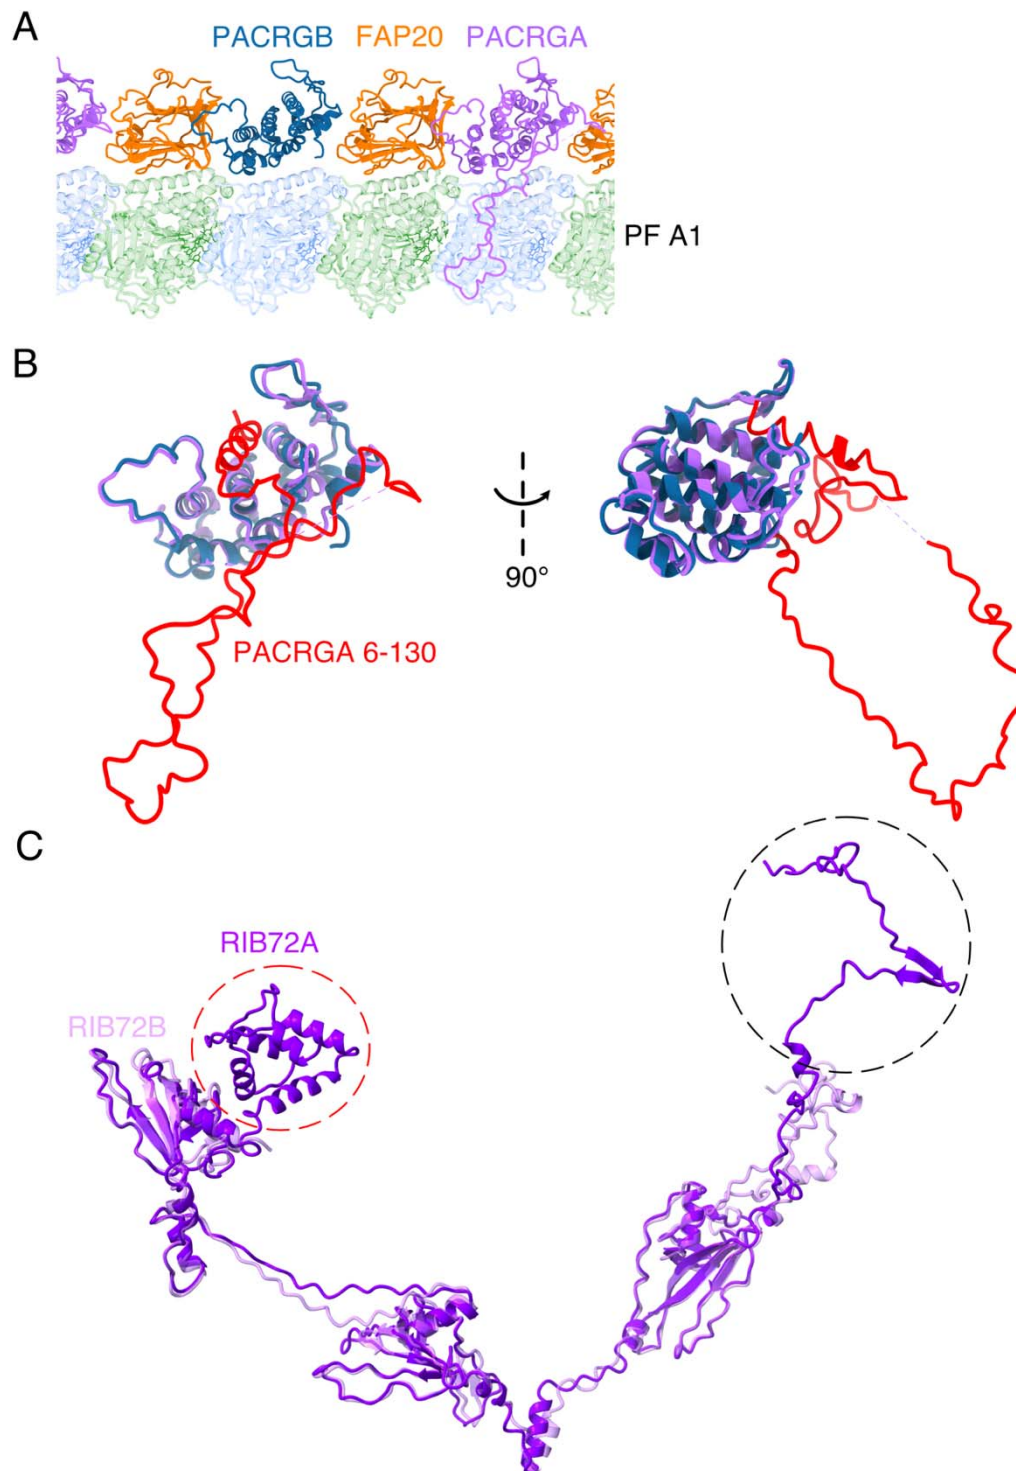 A
PACRGB FAP20 PACRGA
PF A1
B
90°
PACRGA 6-130
C
RIB72A
RIB72B